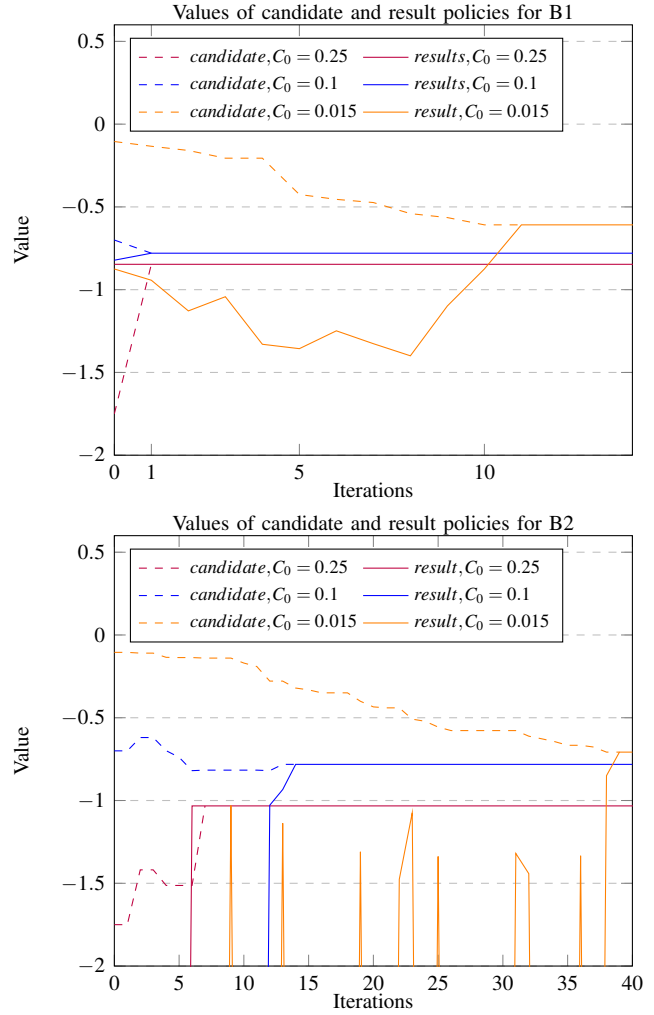 Values of candidate and result policies for B1
candidate, C₀ = 0.25 results, C₀ = 0.25
candidate, C₀ = 0.1 results, C₀ = 0.1
candidate, C₀ = 0.015 result, C₀ = 0.015
0.5
0
−0.5
−1
−1.5
−2
Value
0 1 5 10
Iterations
Values of candidate and result policies for B2
candidate, C₀ = 0.25 result, C₀ = 0.25
candidate, C₀ = 0.1 result, C₀ = 0.1
candidate, C₀ = 0.015 result, C₀ = 0.015
0.5
0
−0.5
−1
−1.5
−2
Value
0 5 10 15 20 25 30 35 40
Iterations